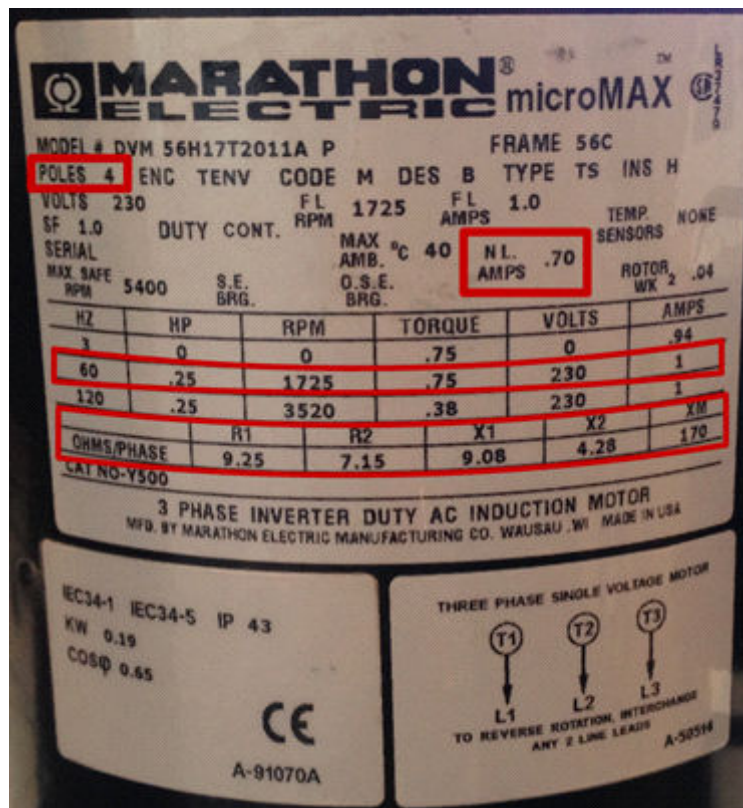 MARATHON®
ELECTRIC microMAX™
LR37479
MODEL # DVM 56H17T2011A P FRAME 56C
POLES 4 ENC TENV CODE M DES B TYPE TS INS H
VOLTS 230 FL RPM 1725 FL AMPS 1.0
SF 1.0 DUTY CONT. MAX AMB. °C 40 NL. AMPS .70 TEMP. SENSORS NONE
SERIAL
MAX. SAFE RPM 5400 S.E. BRG. O.S.E. BRG. ROTOR WK2 .04
HZ HP RPM TORQUE VOLTS AMPS
3 0 0 .75 0 .94
60 .25 1725 .75 230 1
120 .25 3520 .38 230 1
R1 R2 X1 X2 XM
OHMS/PHASE 9.25 7.15 9.08 4.28 170
CAT NO-Y500
3 PHASE INVERTER DUTY AC INDUCTION MOTOR
MFD. BY MARATHON ELECTRIC MANUFACTURING CO. WAUSAU .WI MADE IN USA
IEC34-1 IEC34-5 IP 43
KW 0.19
COSφ 0.65
CE
A-91070A
THREE PHASE SINGLE VOLTAGE MOTOR
T1 T2 T3
L1 L2 L3
TO REVERSE ROTATION, INTERCHANGE
ANY 2 LINE LEADS
A-50514